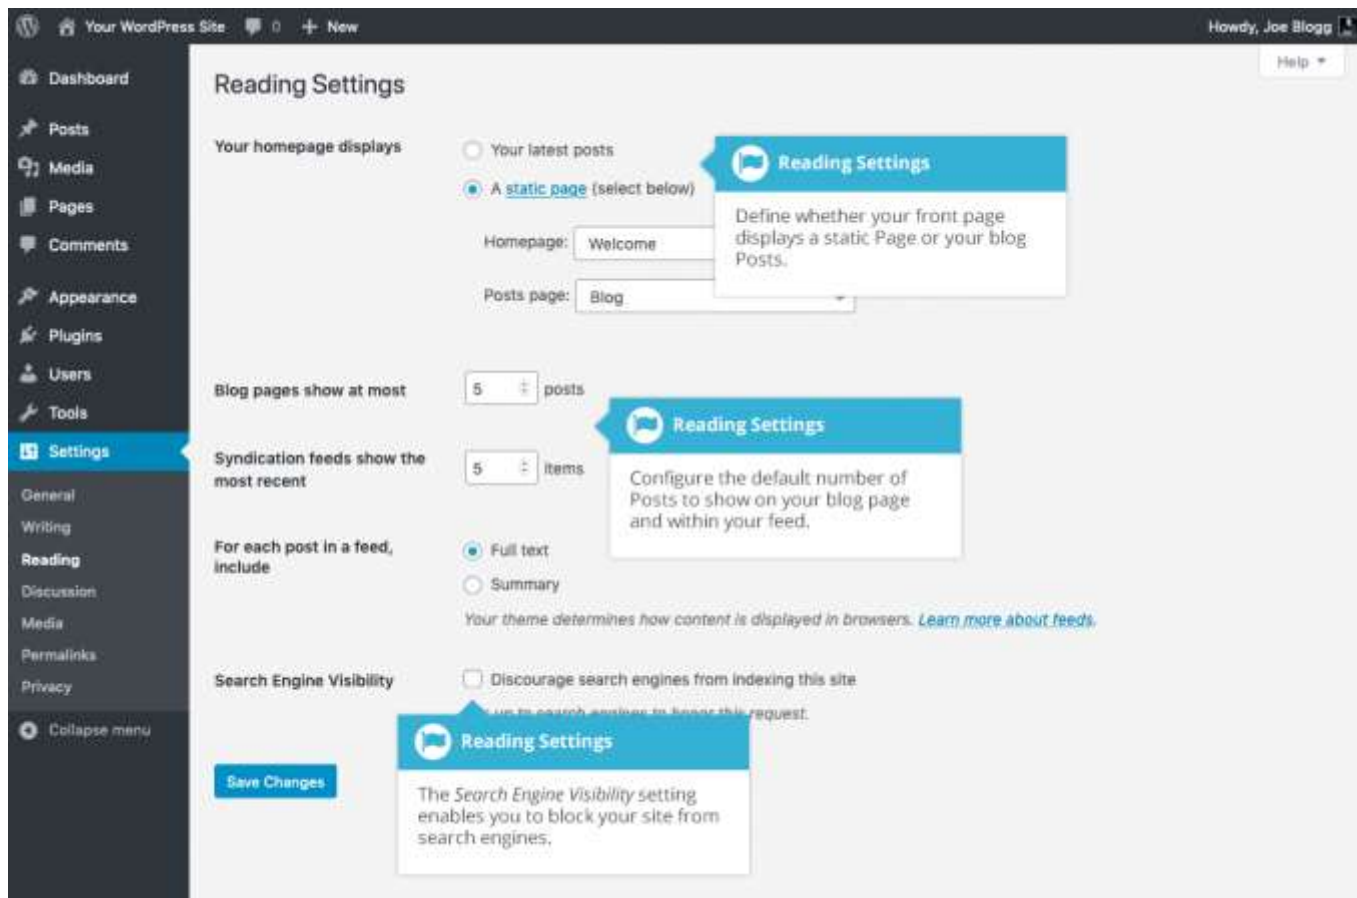 Your WordPress Site 0 + New
Howdy, Joe Blogg
Help
Dashboard
Posts
Media
Pages
Comments
Appearance
Plugins
Users
Tools
Settings
General
Writing
Reading
Discussion
Media
Permalinks
Privacy
Collapse menu
Reading Settings
Your homepage displays
Your latest posts
A static page (select below)
Homepage: Welcome
Posts page: Blog
Reading Settings
Define whether your front page
displays a static Page or your blog
Posts.
Blog pages show at most
5 posts
Syndication feeds show the
most recent
5 items
Reading Settings
Configure the default number of
Posts to show on your blog page
and within your feed.
For each post in a feed,
include
Full text
Summary
Your theme determines how content is displayed in browsers. Learn more about feeds.
Search Engine Visibility
Discourage search engines from indexing this site
request.
Reading Settings
The Search Engine Visibility setting
enables you to block your site from
search engines.
Save Changes